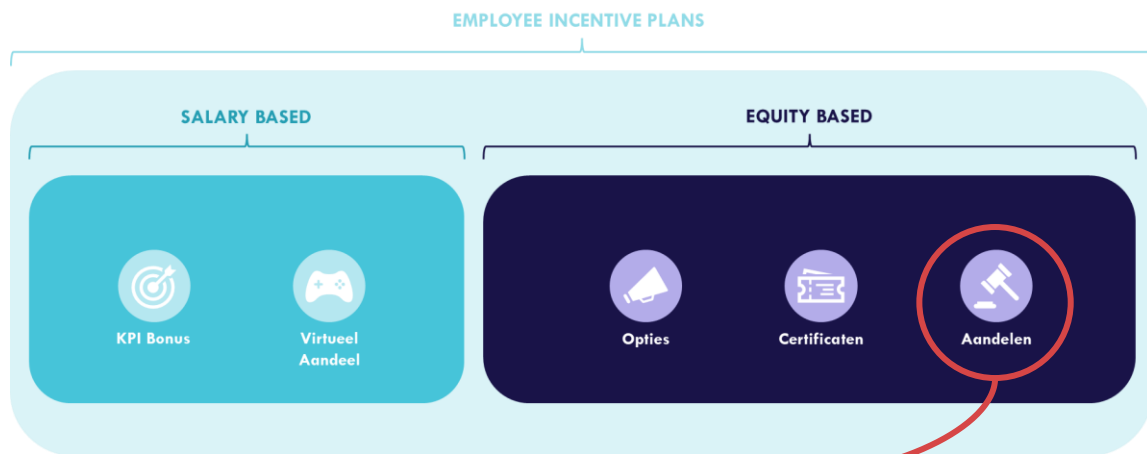 EMPLOYEE INCENTIVE PLANS
SALARY BASED
EQUITY BASED
KPI Bonus
Virtueel
Aandeel
Opties
Certificaten
Aandelen